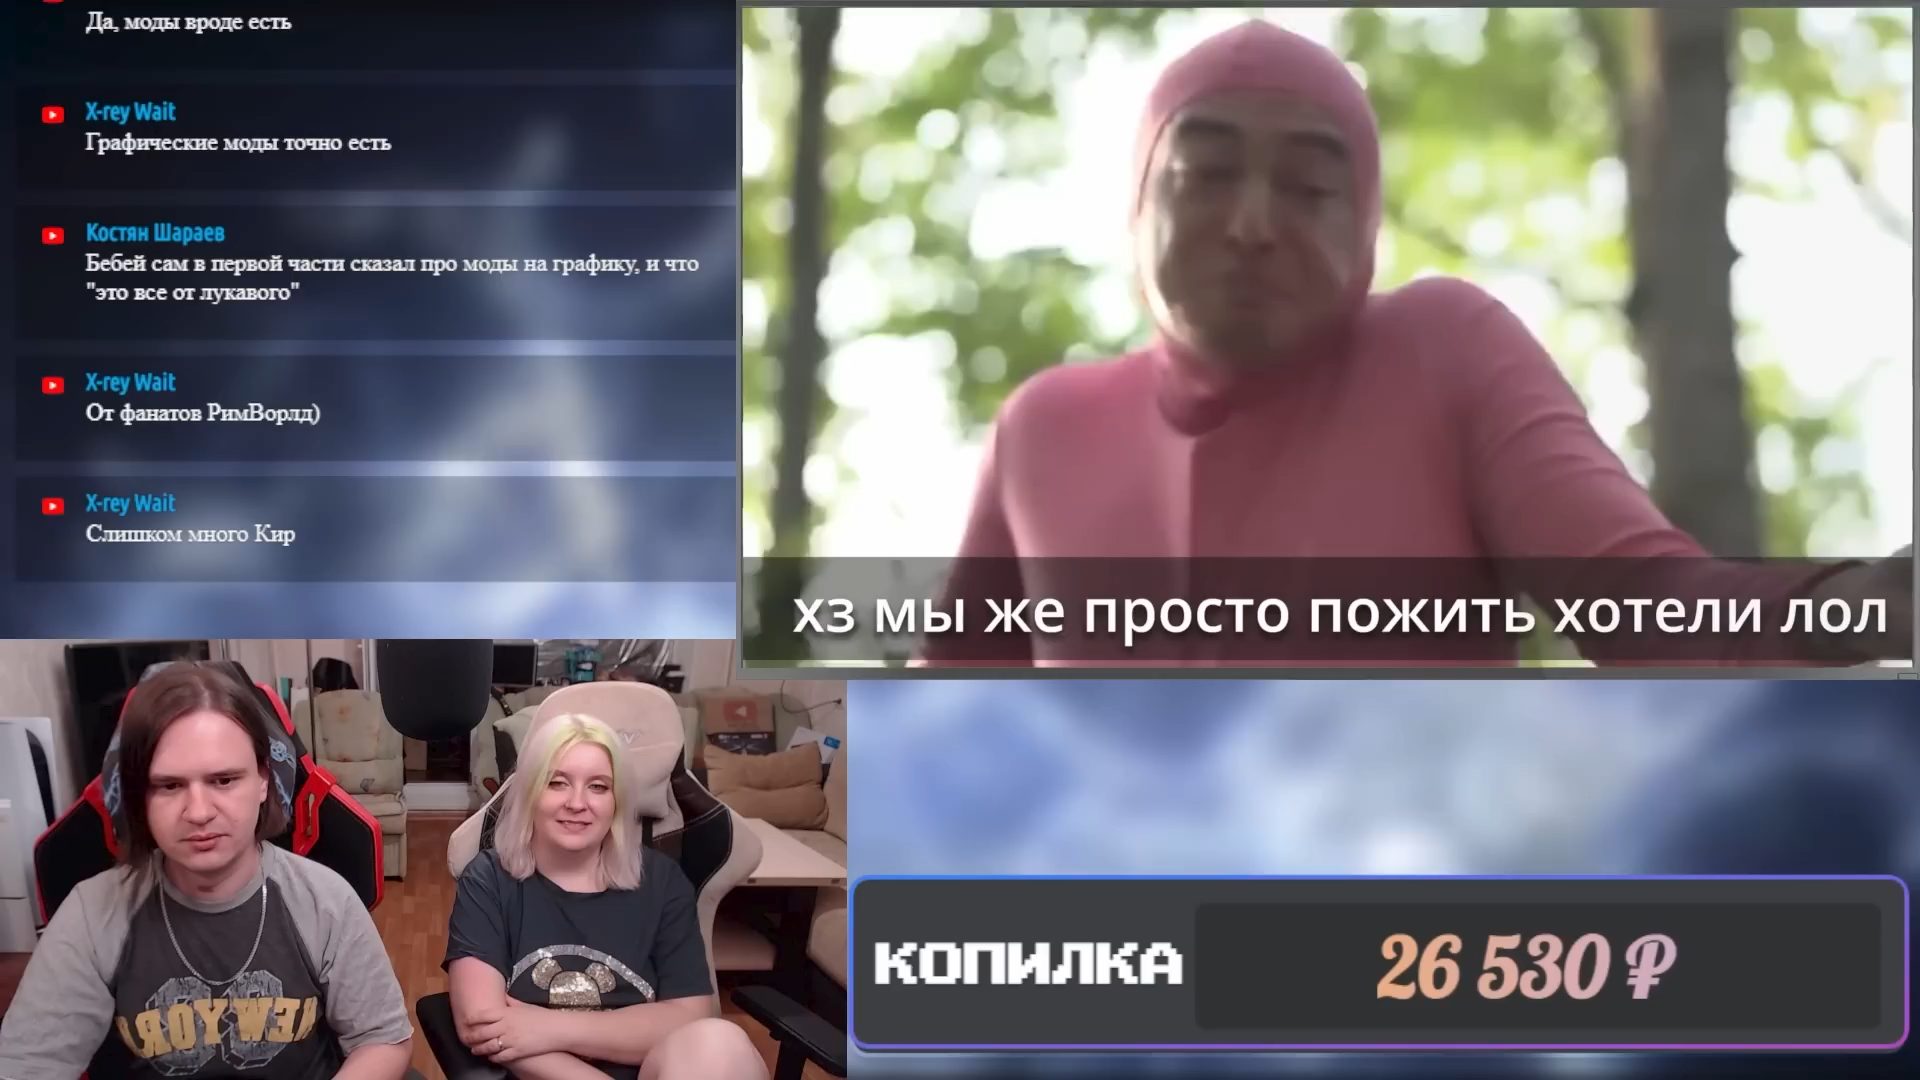 Да, моды вроде есть
X-rey Wait
Графические моды точно есть
Костян Шараев
Бебей сам в первой части сказал про моды на графику, и что
"это все от лукавого"
X-rey Wait
От фанатов РимВорлд)
X-rey Wait
Слишком много Кир
хз мы же просто пожить хотели лол
NEW YORK
КОПИЛКА
26 530 ₽